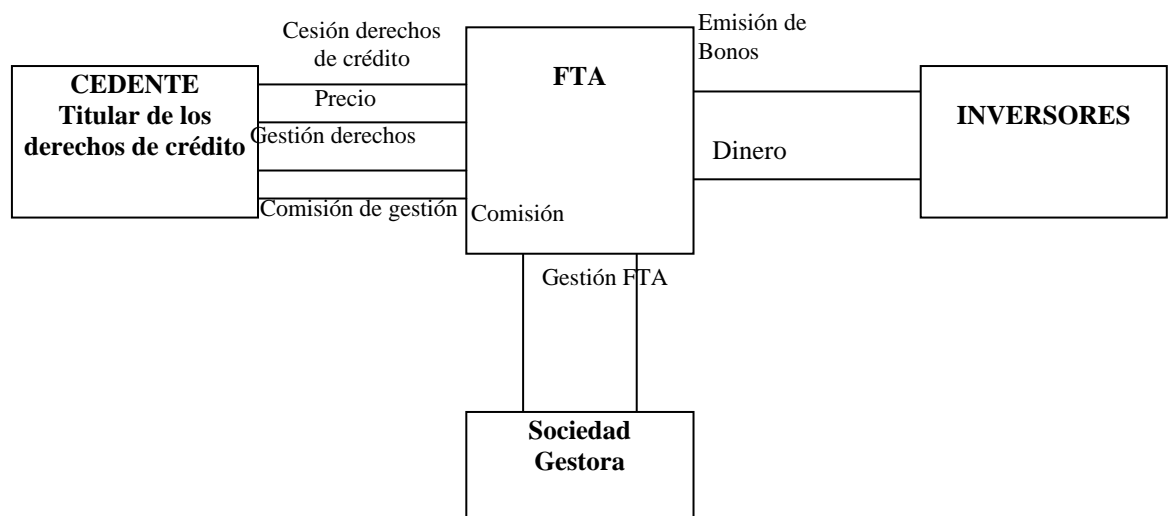 Cesión derechos
de crédito
Emisión de
Bonos
CEDENTE
Titular de los
derechos de crédito
Precio
Gestión derechos
Comisión de gestión
FTA
Comisión
Dinero
INVERSORES
Gestión FTA
Sociedad
Gestora